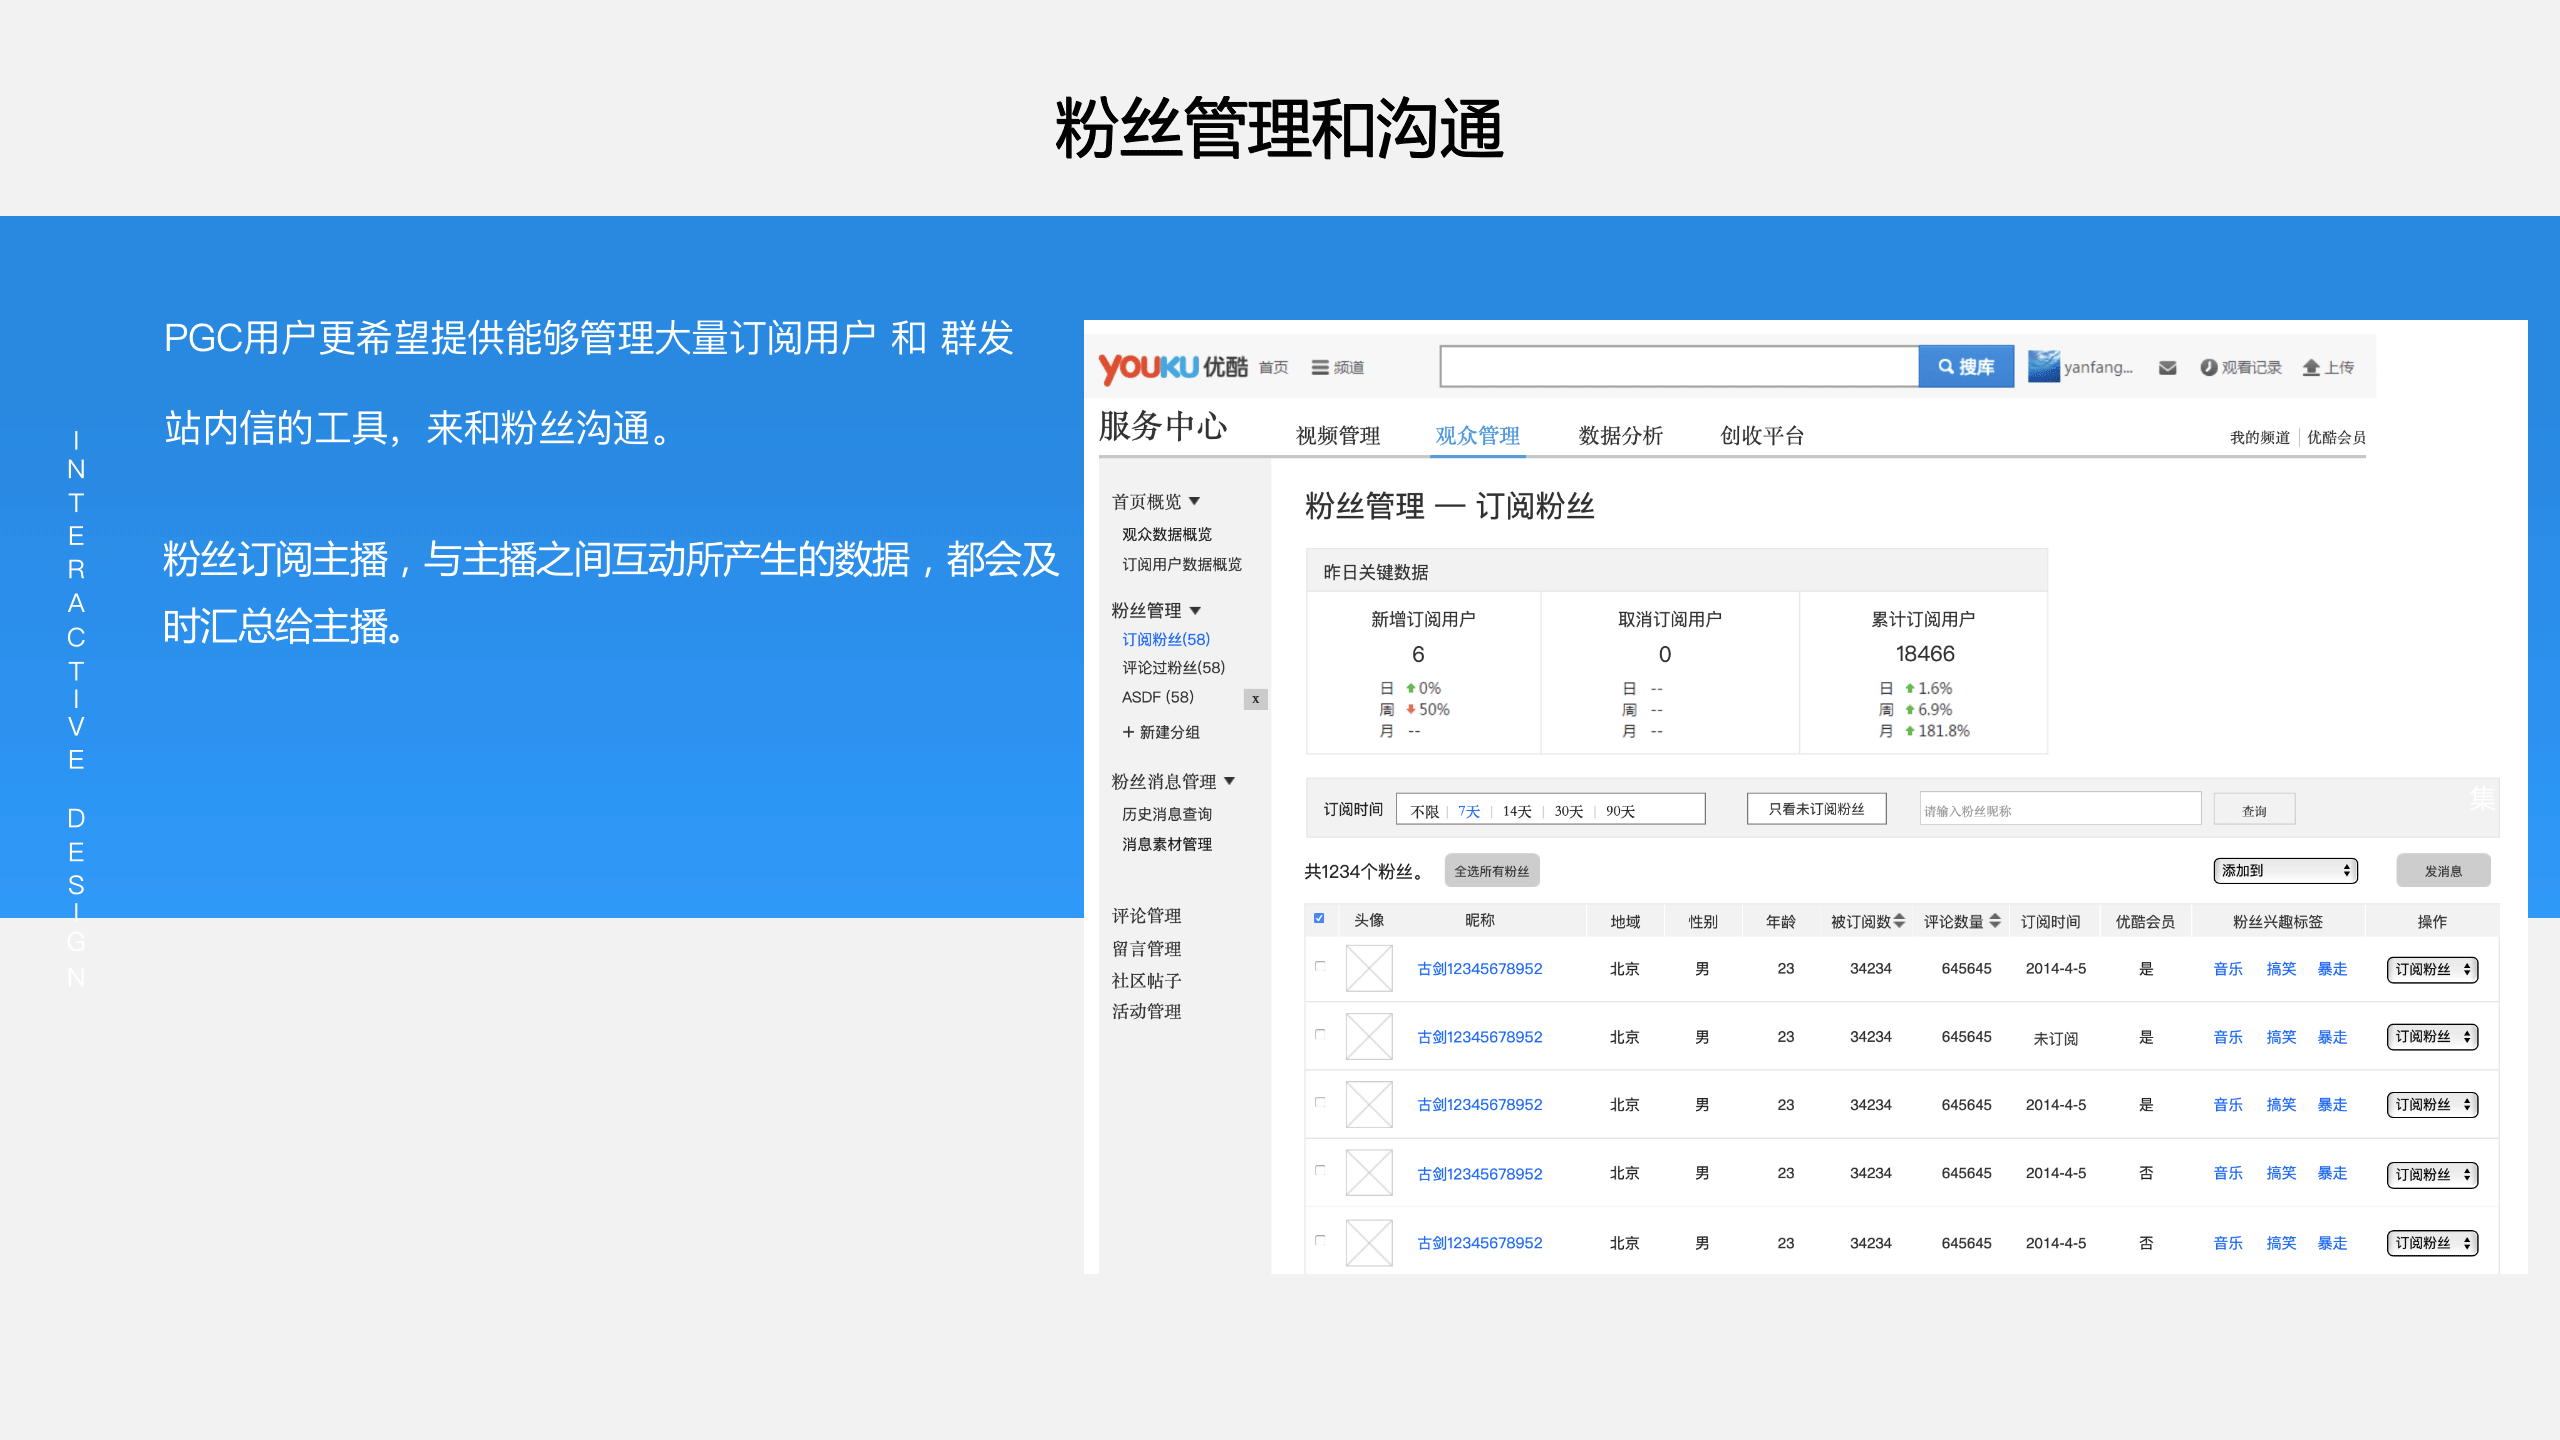 粉丝管理和沟通
PGC用户更希望提供能够管理大量订阅用户 和 群发
站内信的工具，来和粉丝沟通。
粉丝订阅主播，与主播之间互动所产生的数据，都会及
时汇总给主播。
INTERACTIVE DESIGN
YOUKU 优酷 首页 频道 搜库 yanfang... 观看记录 上传
服务中心 视频管理 观众管理 数据分析 创收平台 我的频道 优酷会员
首页概览
观众数据概览
订阅用户数据概览
粉丝管理
订阅粉丝(58)
评论过粉丝(58)
ASDF (58) x
+ 新建分组
粉丝消息管理
历史消息查询
消息素材管理
评论管理
留言管理
社区帖子
活动管理
粉丝管理 — 订阅粉丝
昨日关键数据
新增订阅用户 取消订阅用户 累计订阅用户
6 0 18466
日 0% 日 -- 日 1.6%
周 50% 周 -- 周 6.9%
月 -- 月 -- 月 181.8%
订阅时间 不限 | 7天 | 14天 | 30天 | 90天 只看未订阅粉丝 请输入粉丝昵称 查询 集
共1234个粉丝。 全选所有粉丝 添加到 发消息
头像 昵称 地域 性别 年龄 被订阅数 评论数量 订阅时间 优酷会员 粉丝兴趣标签 操作
古剑12345678952 北京 男 23 34234 645645 2014-4-5 是 音乐 搞笑 暴走 订阅粉丝
古剑12345678952 北京 男 23 34234 645645 未订阅 是 音乐 搞笑 暴走 订阅粉丝
古剑12345678952 北京 男 23 34234 645645 2014-4-5 是 音乐 搞笑 暴走 订阅粉丝
古剑12345678952 北京 男 23 34234 645645 2014-4-5 否 音乐 搞笑 暴走 订阅粉丝
古剑12345678952 北京 男 23 34234 645645 2014-4-5 否 音乐 搞笑 暴走 订阅粉丝